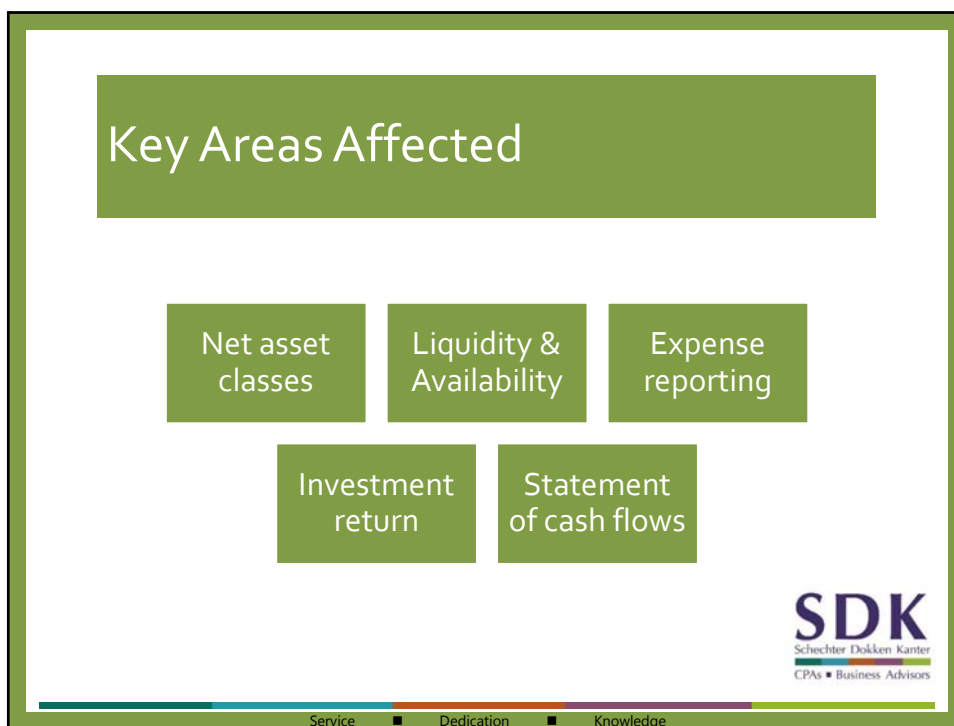 Key Areas Affected
Net asset
classes
Liquidity &
Availability
Expense
reporting
Investment
return
Statement
of cash flows
SDK
Schechter Dokken Kanter
CPAs ■ Business Advisors
Service ■ Dedication ■ Knowledge